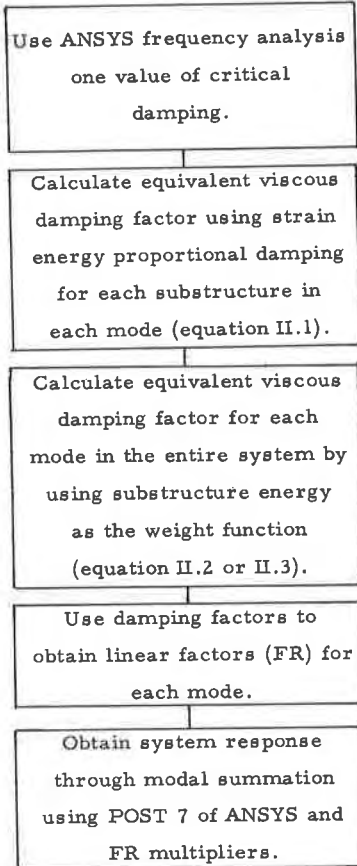 Use ANSYS frequency analysis
one value of critical
damping.
Calculate equivalent viscous
damping factor using strain
energy proportional damping
for each substructure in
each mode (equation II.1).
Calculate equivalent viscous
damping factor for each
mode in the entire system by
using substructure energy
as the weight function
(equation II.2 or II.3).
Use damping factors to
obtain linear factors (FR) for
each mode.
Obtain system response
through modal summation
using POST 7 of ANSYS and
FR multipliers.